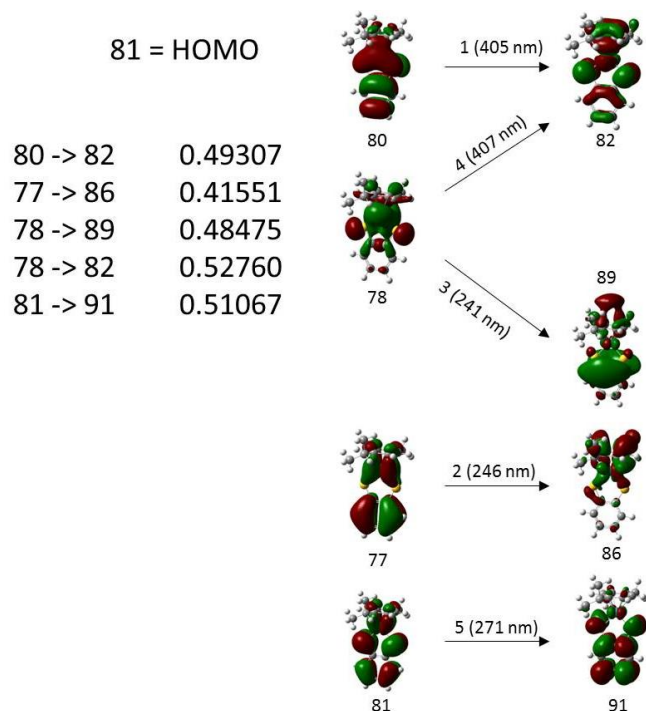 81 = HOMO
80 -> 82 0.49307
77 -> 86 0.41551
78 -> 89 0.48475
78 -> 82 0.52760
81 -> 91 0.51067
1 (405 nm)
80
82
4 (407 nm)
78
3 (241 nm)
89
2 (246 nm)
77
86
5 (271 nm)
81
91